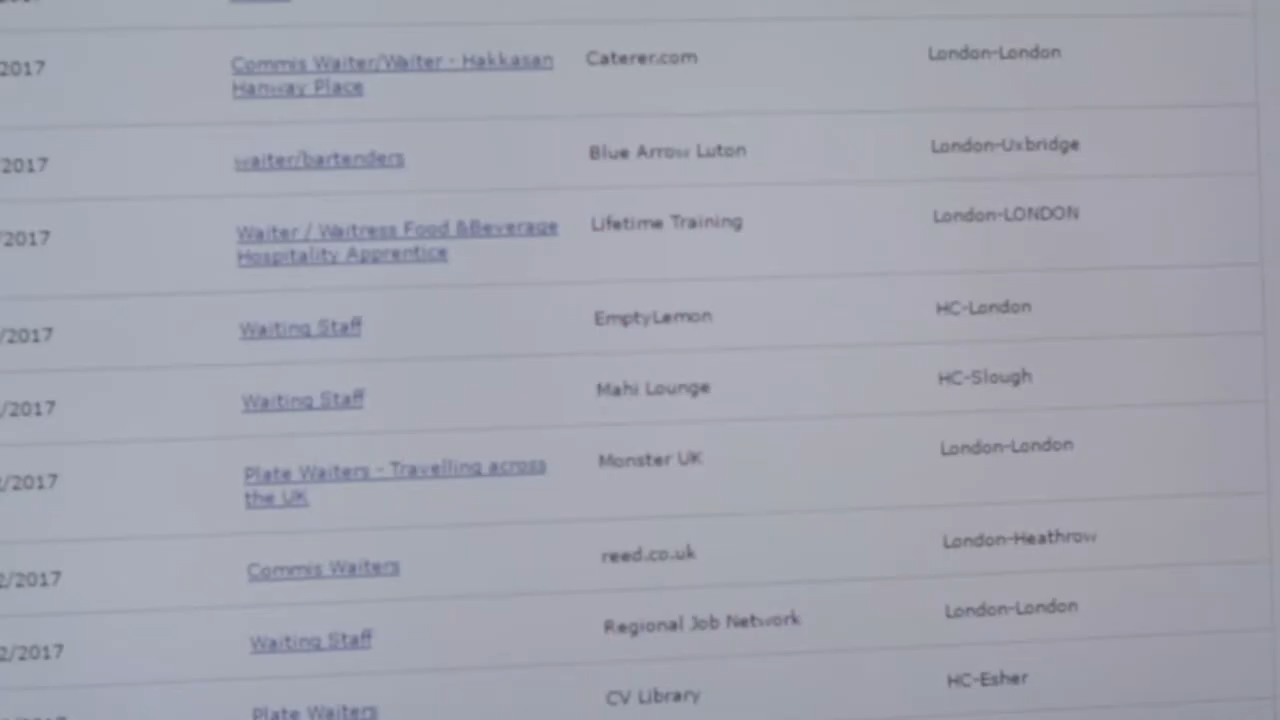 2017
/2017 Commis Waiter/Waiter - Hakkasan Caterer.com London-London
Hanway Place
/2017 waiter/bartenders Blue Arrow Luton London-Uxbridge
/2017 Waiter / Waitress Food &Beverage Lifetime Training London-LONDON
Hospitality Apprentice
/2017 Waiting Staff EmptyLemon HC-London
/2017 Waiting Staff Mahi Lounge HC-Slough
2/2017 Plate Waiters - Travelling across Monster UK London-London
the UK
2/2017 Commis Waiters reed.co.uk London-Heathrow
2/2017 Waiting Staff Regional Job Network London-London
Plate Waiters CV Library HC-Esher